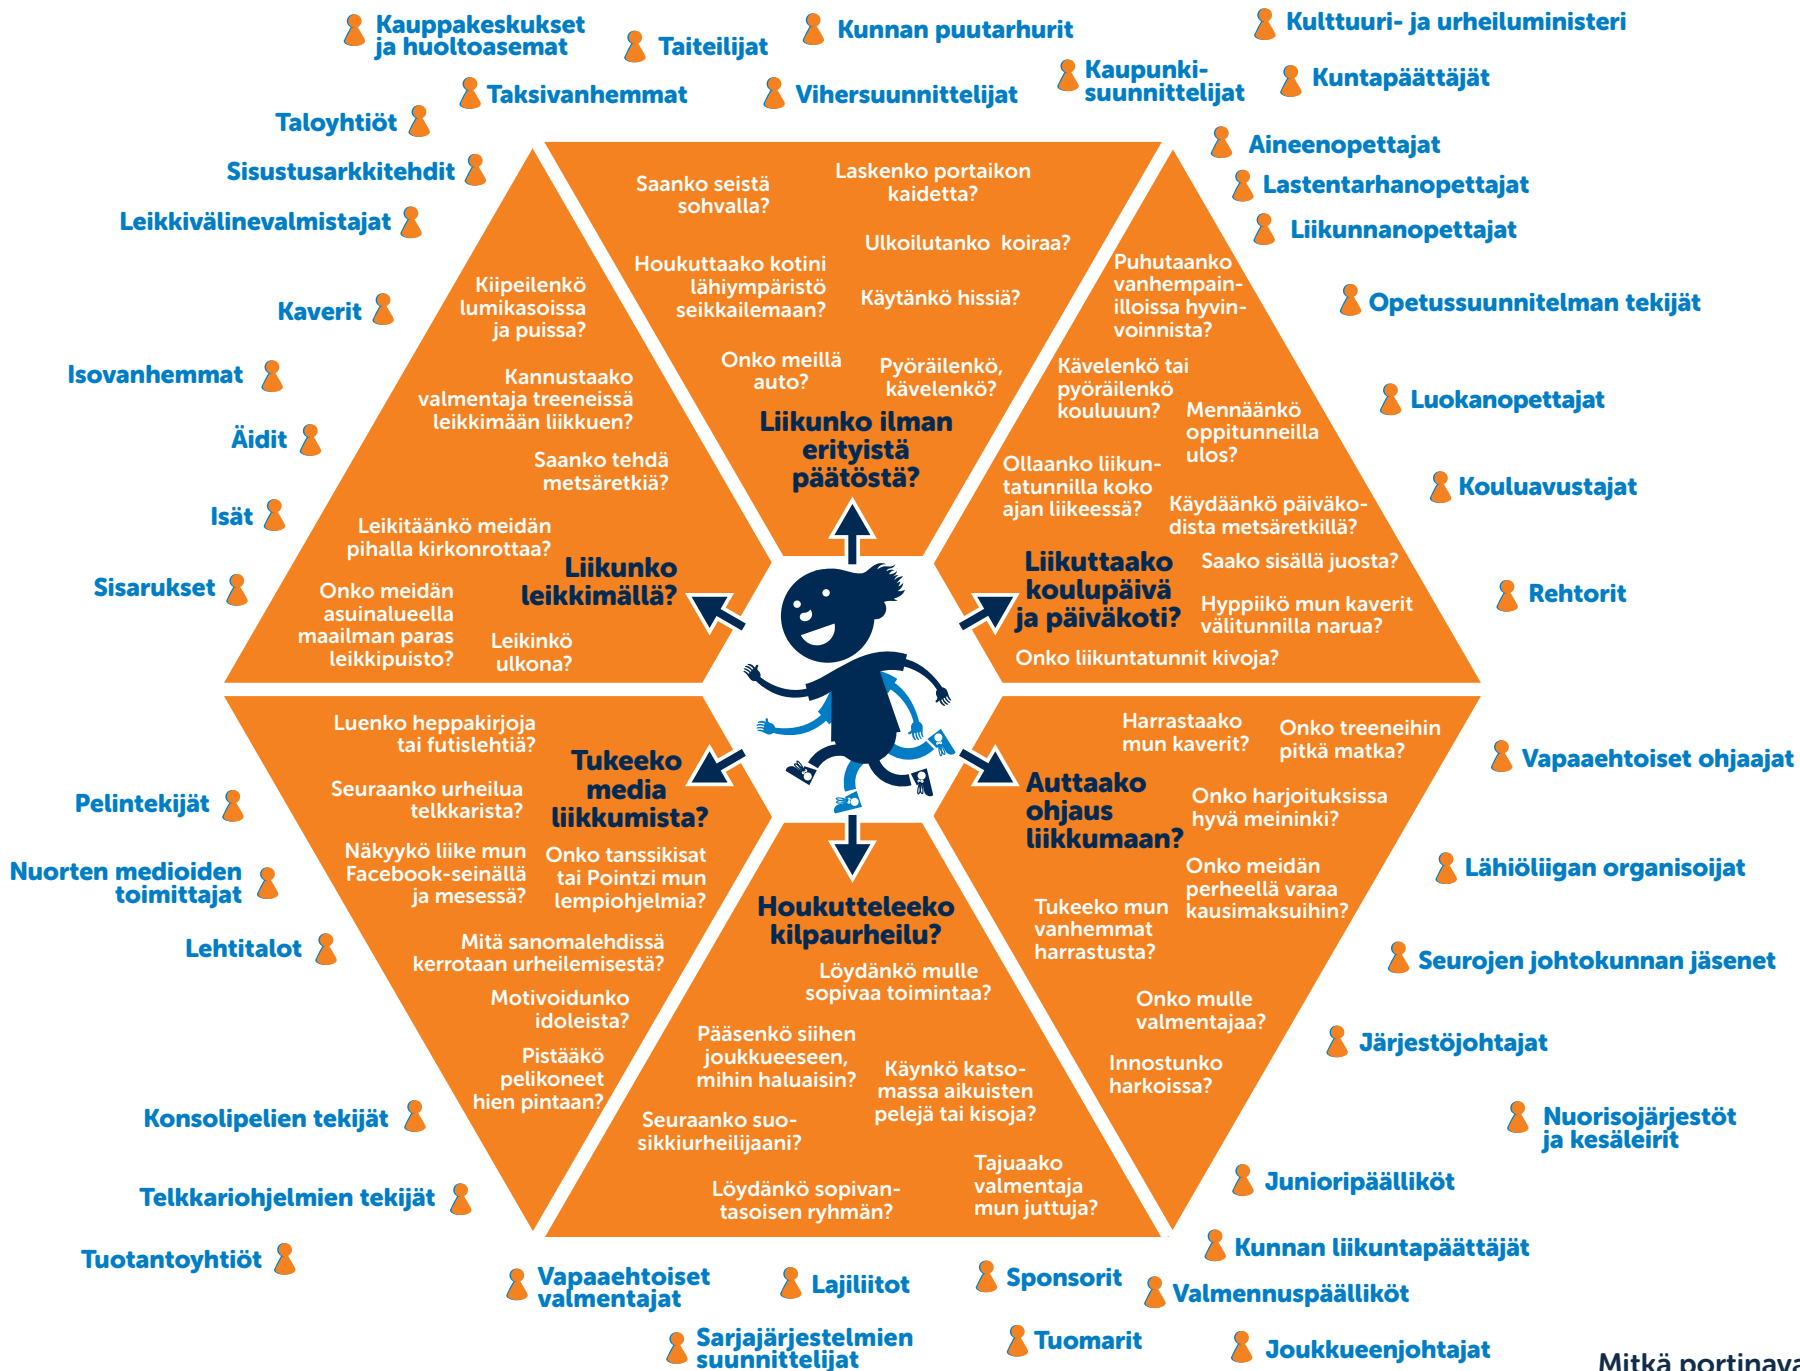 Kauppakeskukset
ja huoltoasemat
Taiteilijat
Kunnan puutarhurit
Kulttuuri- ja urheiluministeri
Taksivanhemmat
Vihersuunnittelijat
Kaupunki-
suunnittelijat
Kuntapäättäjät
Taloyhtiöt
Sisustusarkkitehdit
Leikkivälinevalmistajat
Kaverit
Isovanhemmat
Äidit
Isät
Sisarukset
Aineenopettajat
Lastentarhanopettajat
Liikunnanopettajat
Opetussuunnitelman tekijät
Luokanopettajat
Kouluavustajat
Rehtorit
Saanko seistä
sohvalla?
Laskenko portaikon
kaidetta?
Ulkoilutanko koiraa?
Houkuttaako kotini
lähiympäristö
seikkailemaan?
Käytänkö hissiä?
Onko meillä
auto?
Pyöräilenkö,
kävelenkö?
Liikunko ilman
erityistä
päätöstä?
Kiipeilenkö
lumikasoissa
ja puissa?
Kannustaako
valmentaja treeneissä
leikkimään liikkuen?
Saanko tehdä
metsäretkiä?
Leikitäänkö meidän
pihalla kirkonrottaa?
Liikunko
leikkimällä?
Onko meidän
asuinalueella
maailman paras
leikkipuisto?
Leikinkö
ulkona?
Puhutaanko
vanhempain-
illoissa hyvin-
voinnista?
Kävelenkö tai
pyöräilenkö
kouluuun?
Mennäänkö
oppitunneilla
ulos?
Ollaanko liikun-
tatunnilla koko
ajan liikeessä?
Käydäänkö päiväko-
dista metsäretkillä?
Liikuttaako
koulupäivä
ja päiväkoti?
Saako sisällä juosta?
Hyppiikö mun kaverit
välitunnilla narua?
Onko liikuntatunnit kivoja?
Luenko heppakirjoja
tai futislehtiä?
Tukeeko
media
liikkumista?
Seuraanko urheilua
telkkarista?
Näkyykö liike mun
Facebook-seinällä
ja mesessä?
Onko tanssikisat
tai Pointzi mun
lempiohjelmia?
Mitä sanomalehdissä
kerrotaan urheilemisestä?
Motivoidunko
idoleista?
Pistääkö
pelikoneet
hien pintaan?
Houkutteleeko
kilpaurheilu?
Löydänkö mulle
sopivaa toimintaa?
Pääsenkö siihen
joukkueeseen,
mihin haluaisin?
Käynkö katso-
massa aikuisten
pelejä tai kisoja?
Seuraanko suo-
sikkiurheilijaani?
Löydänkö sopivan-
tasoisen ryhmän?
Tajuaako
valmentaja
mun juttuja?
Harrastaako
mun kaverit?
Onko treeneihin
pitkä matka?
Auttaako
ohjaus
liikkumaan?
Onko harjoituksissa
hyvä meininki?
Onko meidän
perheellä varaa
kausimaksuihin?
Tukeeko mun
vanhemmat
harrastusta?
Onko mulle
valmentajaa?
Innostunko
harkoissa?
Pelintekijät
Nuorten medioiden
toimittajat
Lehtitalot
Konsolipelien tekijät
Telkkariohjelmien tekijät
Tuotantoyhtiöt
Vapaaehtoiset ohjaajat
Lähiöliigan organisoijat
Seurojen johtokunnan jäsenet
Järjestöjohtajat
Nuorisojärjestöt
ja kesäleirit
Junioripäälliköt
Kunnan liikuntapäättäjät
Vapaaehtoiset
valmentajat
Lajiliitot
Sponsorit
Valmennuspäälliköt
Sarjajärjestelmien
suunnittelijat
Tuomarit
Joukkueenjohtajat
Mitkä